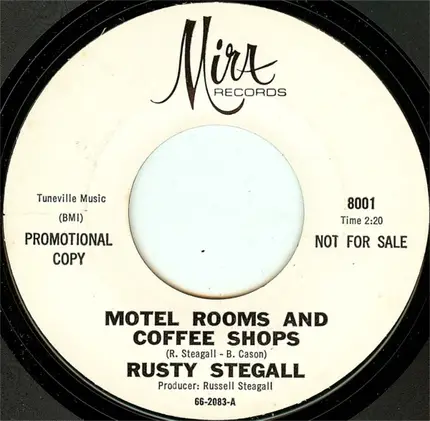 Mira
RECORDS
Tuneville Music
(BMI)
PROMOTIONAL
COPY
8001
Time 2:20
NOT FOR SALE
MOTEL ROOMS AND
COFFEE SHOPS
(R. Steagall - B. Cason)
RUSTY STEGALL
Producer: Russell Steagall
66-2083-A